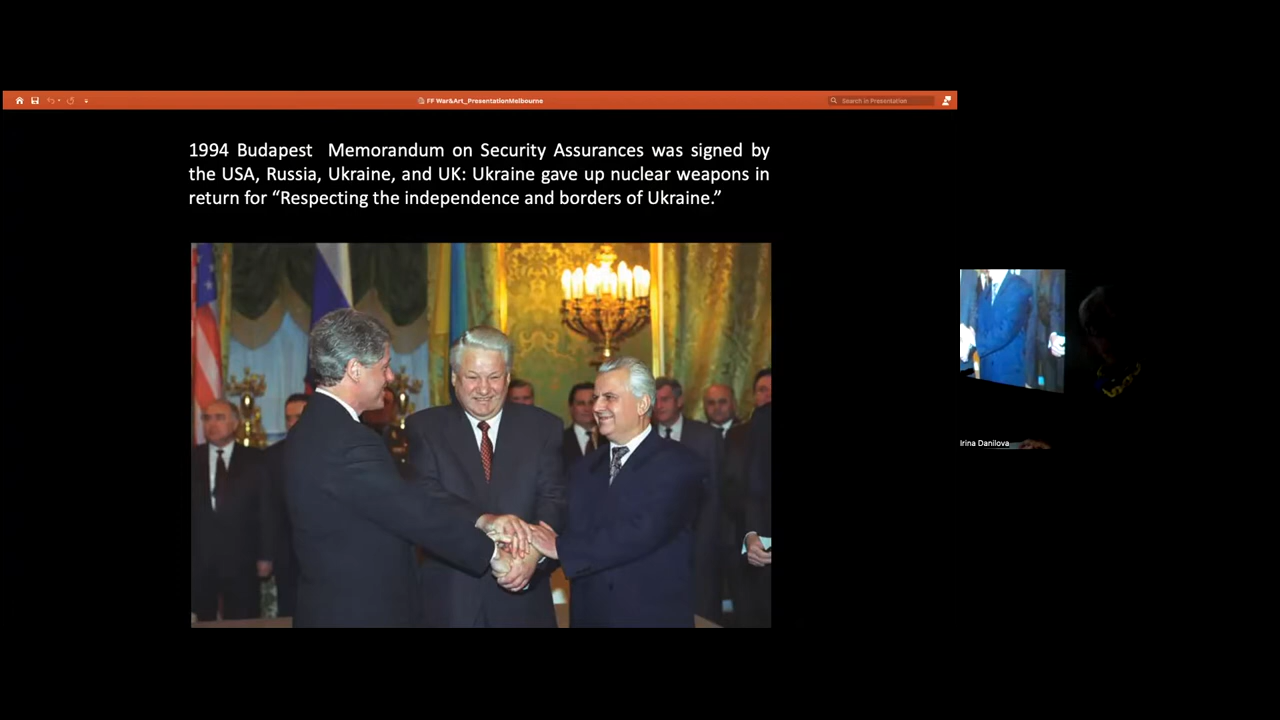 FF War&Art_PresentationMelbourne
Search in Presentation
1994 Budapest  Memorandum on Security Assurances was signed by
the USA, Russia, Ukraine, and UK: Ukraine gave up nuclear weapons in
return for “Respecting the independence and borders of Ukraine.”
Irina Danilova